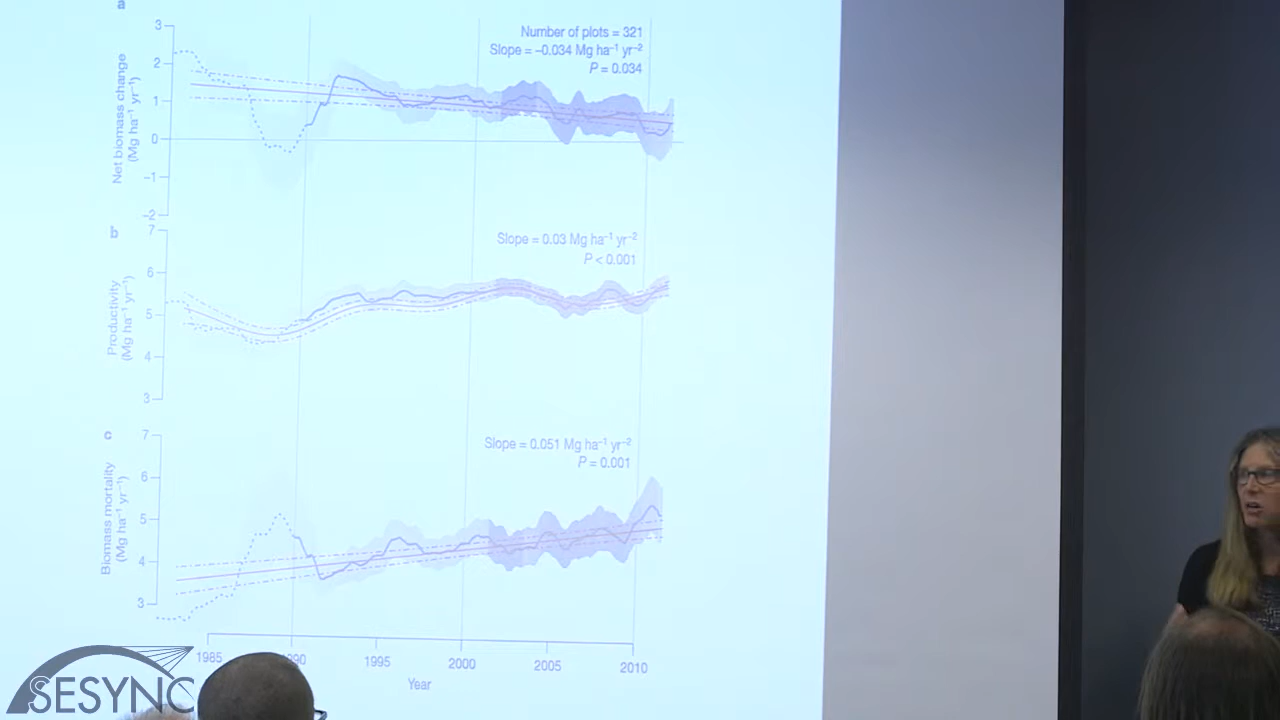 a
3
2
1
0
–1
–2
Net biomass change
(Mg ha⁻¹ yr⁻¹)
Number of plots = 321
Slope = –0.034 Mg ha⁻¹ yr⁻²
P = 0.034
b
7
6
5
4
3
Productivity
(Mg ha⁻¹ yr⁻¹)
Slope = 0.03 Mg ha⁻¹ yr⁻²
P < 0.001
c
7
6
5
4
3
Biomass mortality
(Mg ha⁻¹ yr⁻¹)
Slope = 0.051 Mg ha⁻¹ yr⁻²
P = 0.001
1985 90 1995 2000 2005 2010
Year
SESYNC